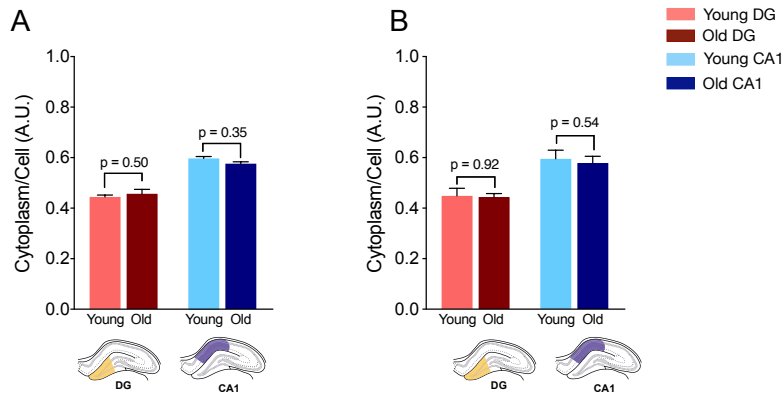 A
Cytoplasm/Cell (A.U.)
1.0
0.8
0.6
0.4
0.2
0.0
p = 0.50
p = 0.35
Young Old Young Old
DG CA1
B
Cytoplasm/Cell (A.U.)
1.0
0.8
0.6
0.4
0.2
0.0
p = 0.92
p = 0.54
Young Old Young Old
DG CA1
Young DG
Old DG
Young CA1
Old CA1